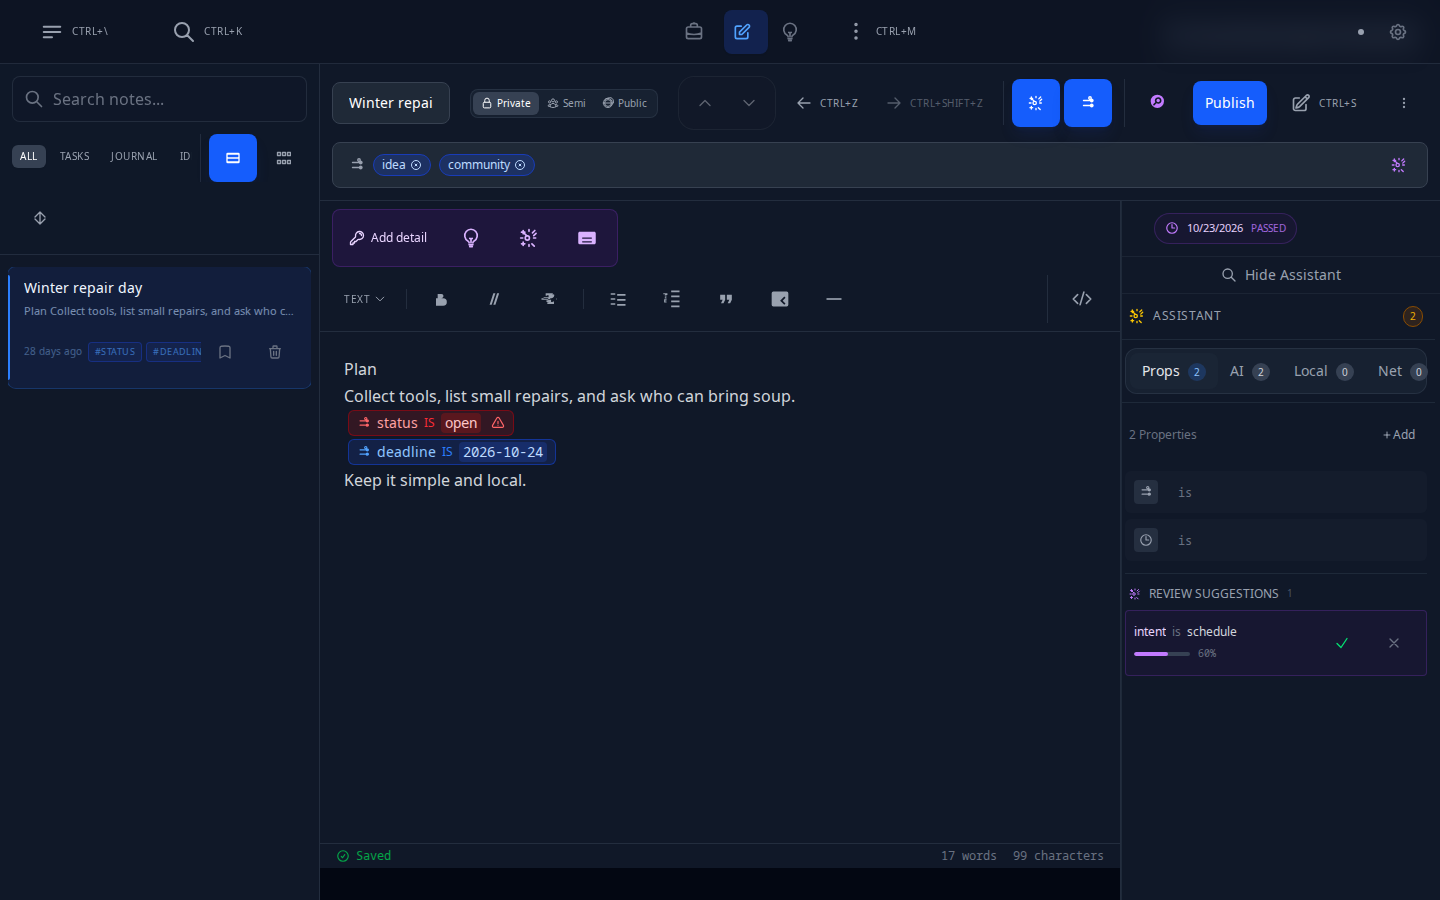 CTRL+\
CTRL+K
CTRL+M
Search notes...
Winter repai
Private
Semi
Public
CTRL+Z
CTRL+SHIFT+Z
Publish
CTRL+S
ALL
TASKS
JOURNAL
ID
idea
community
Winter repair day
Plan Collect tools, list small repairs, and ask who c...
28 days ago
#STATUS
#DEADLIN
Add detail
TEXT
Plan
Collect tools, list small repairs, and ask who can bring soup.
status IS open
deadline IS 2026-10-24
Keep it simple and local.
Saved
17 words
99 characters
10/23/2026 PASSED
Hide Assistant
ASSISTANT
2
Props 2
AI 2
Local 0
Net 0
2 Properties
+Add
is
is
REVIEW SUGGESTIONS 1
intent is schedule
60%